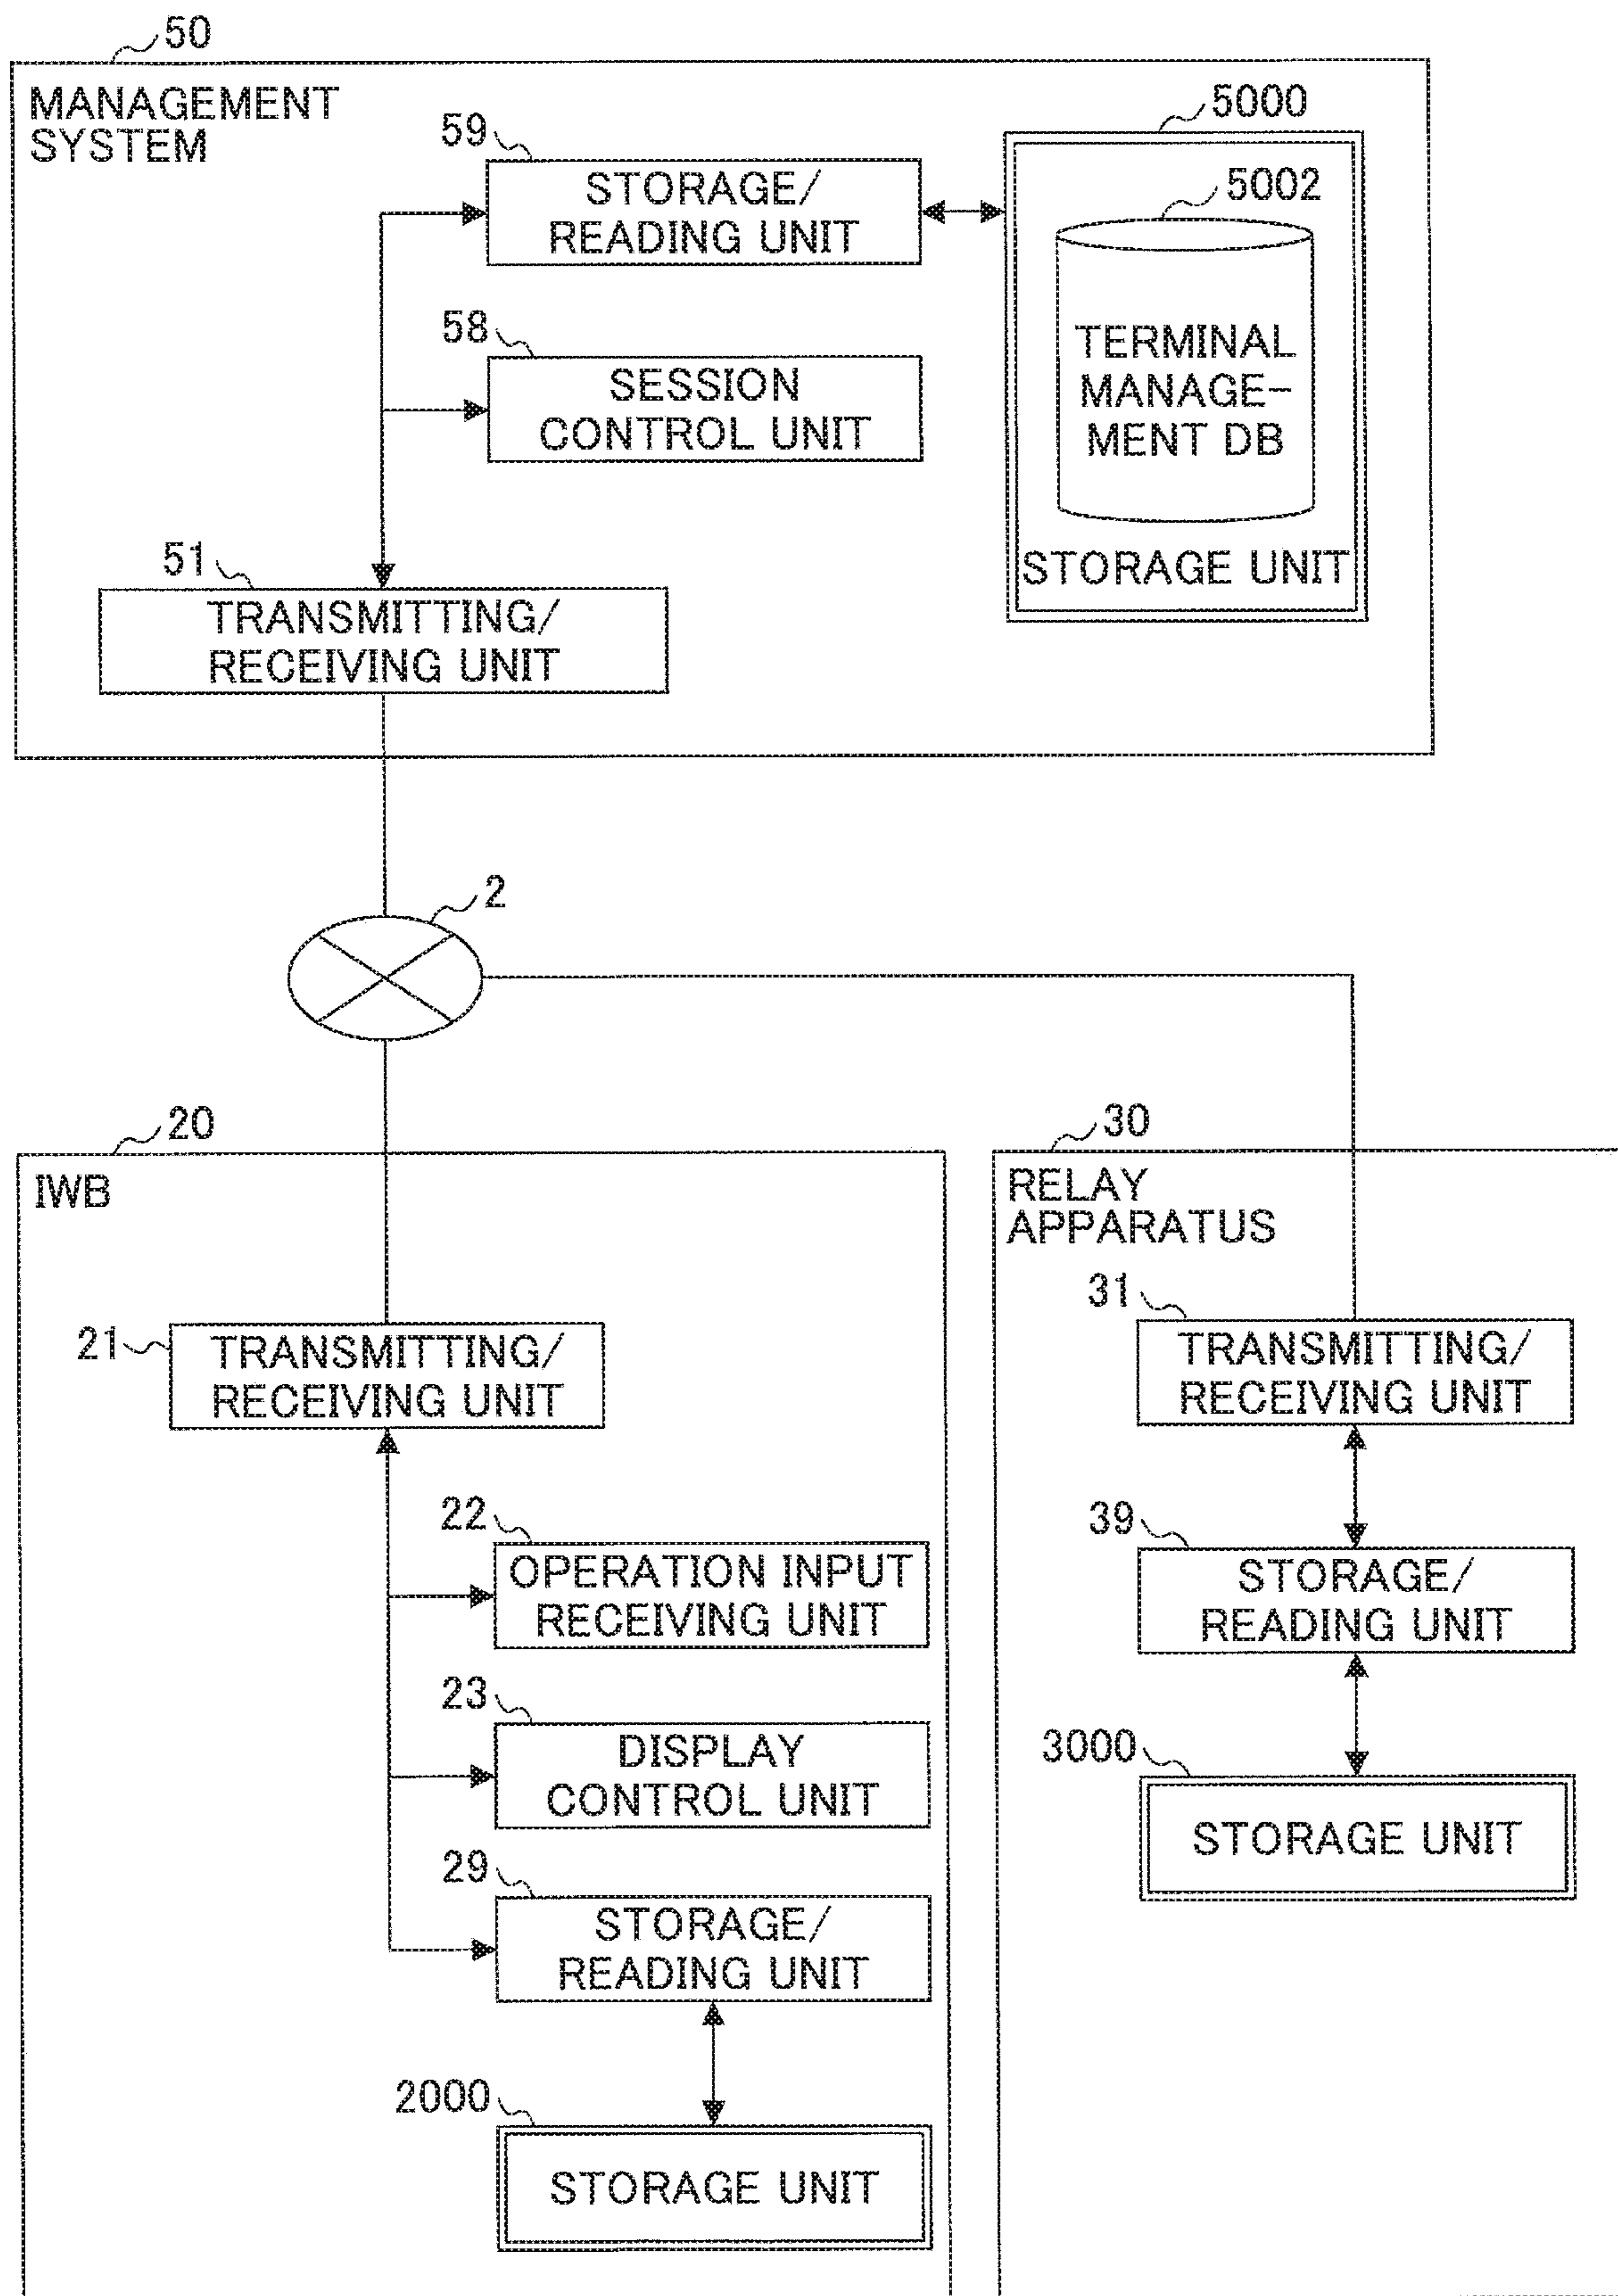 50
MANAGEMENT
SYSTEM
59
STORAGE/
READING UNIT
5000
5002
TERMINAL
MANAGE-
MENT DB
STORAGE UNIT
58
SESSION
CONTROL UNIT
51
TRANSMITTING/
RECEIVING UNIT
2
20
IWB
21
TRANSMITTING/
RECEIVING UNIT
22
OPERATION INPUT
RECEIVING UNIT
23
DISPLAY
CONTROL UNIT
29
STORAGE/
READING UNIT
2000
STORAGE UNIT
30
RELAY
APPARATUS
31
TRANSMITTING/
RECEIVING UNIT
39
STORAGE/
READING UNIT
3000
STORAGE UNIT